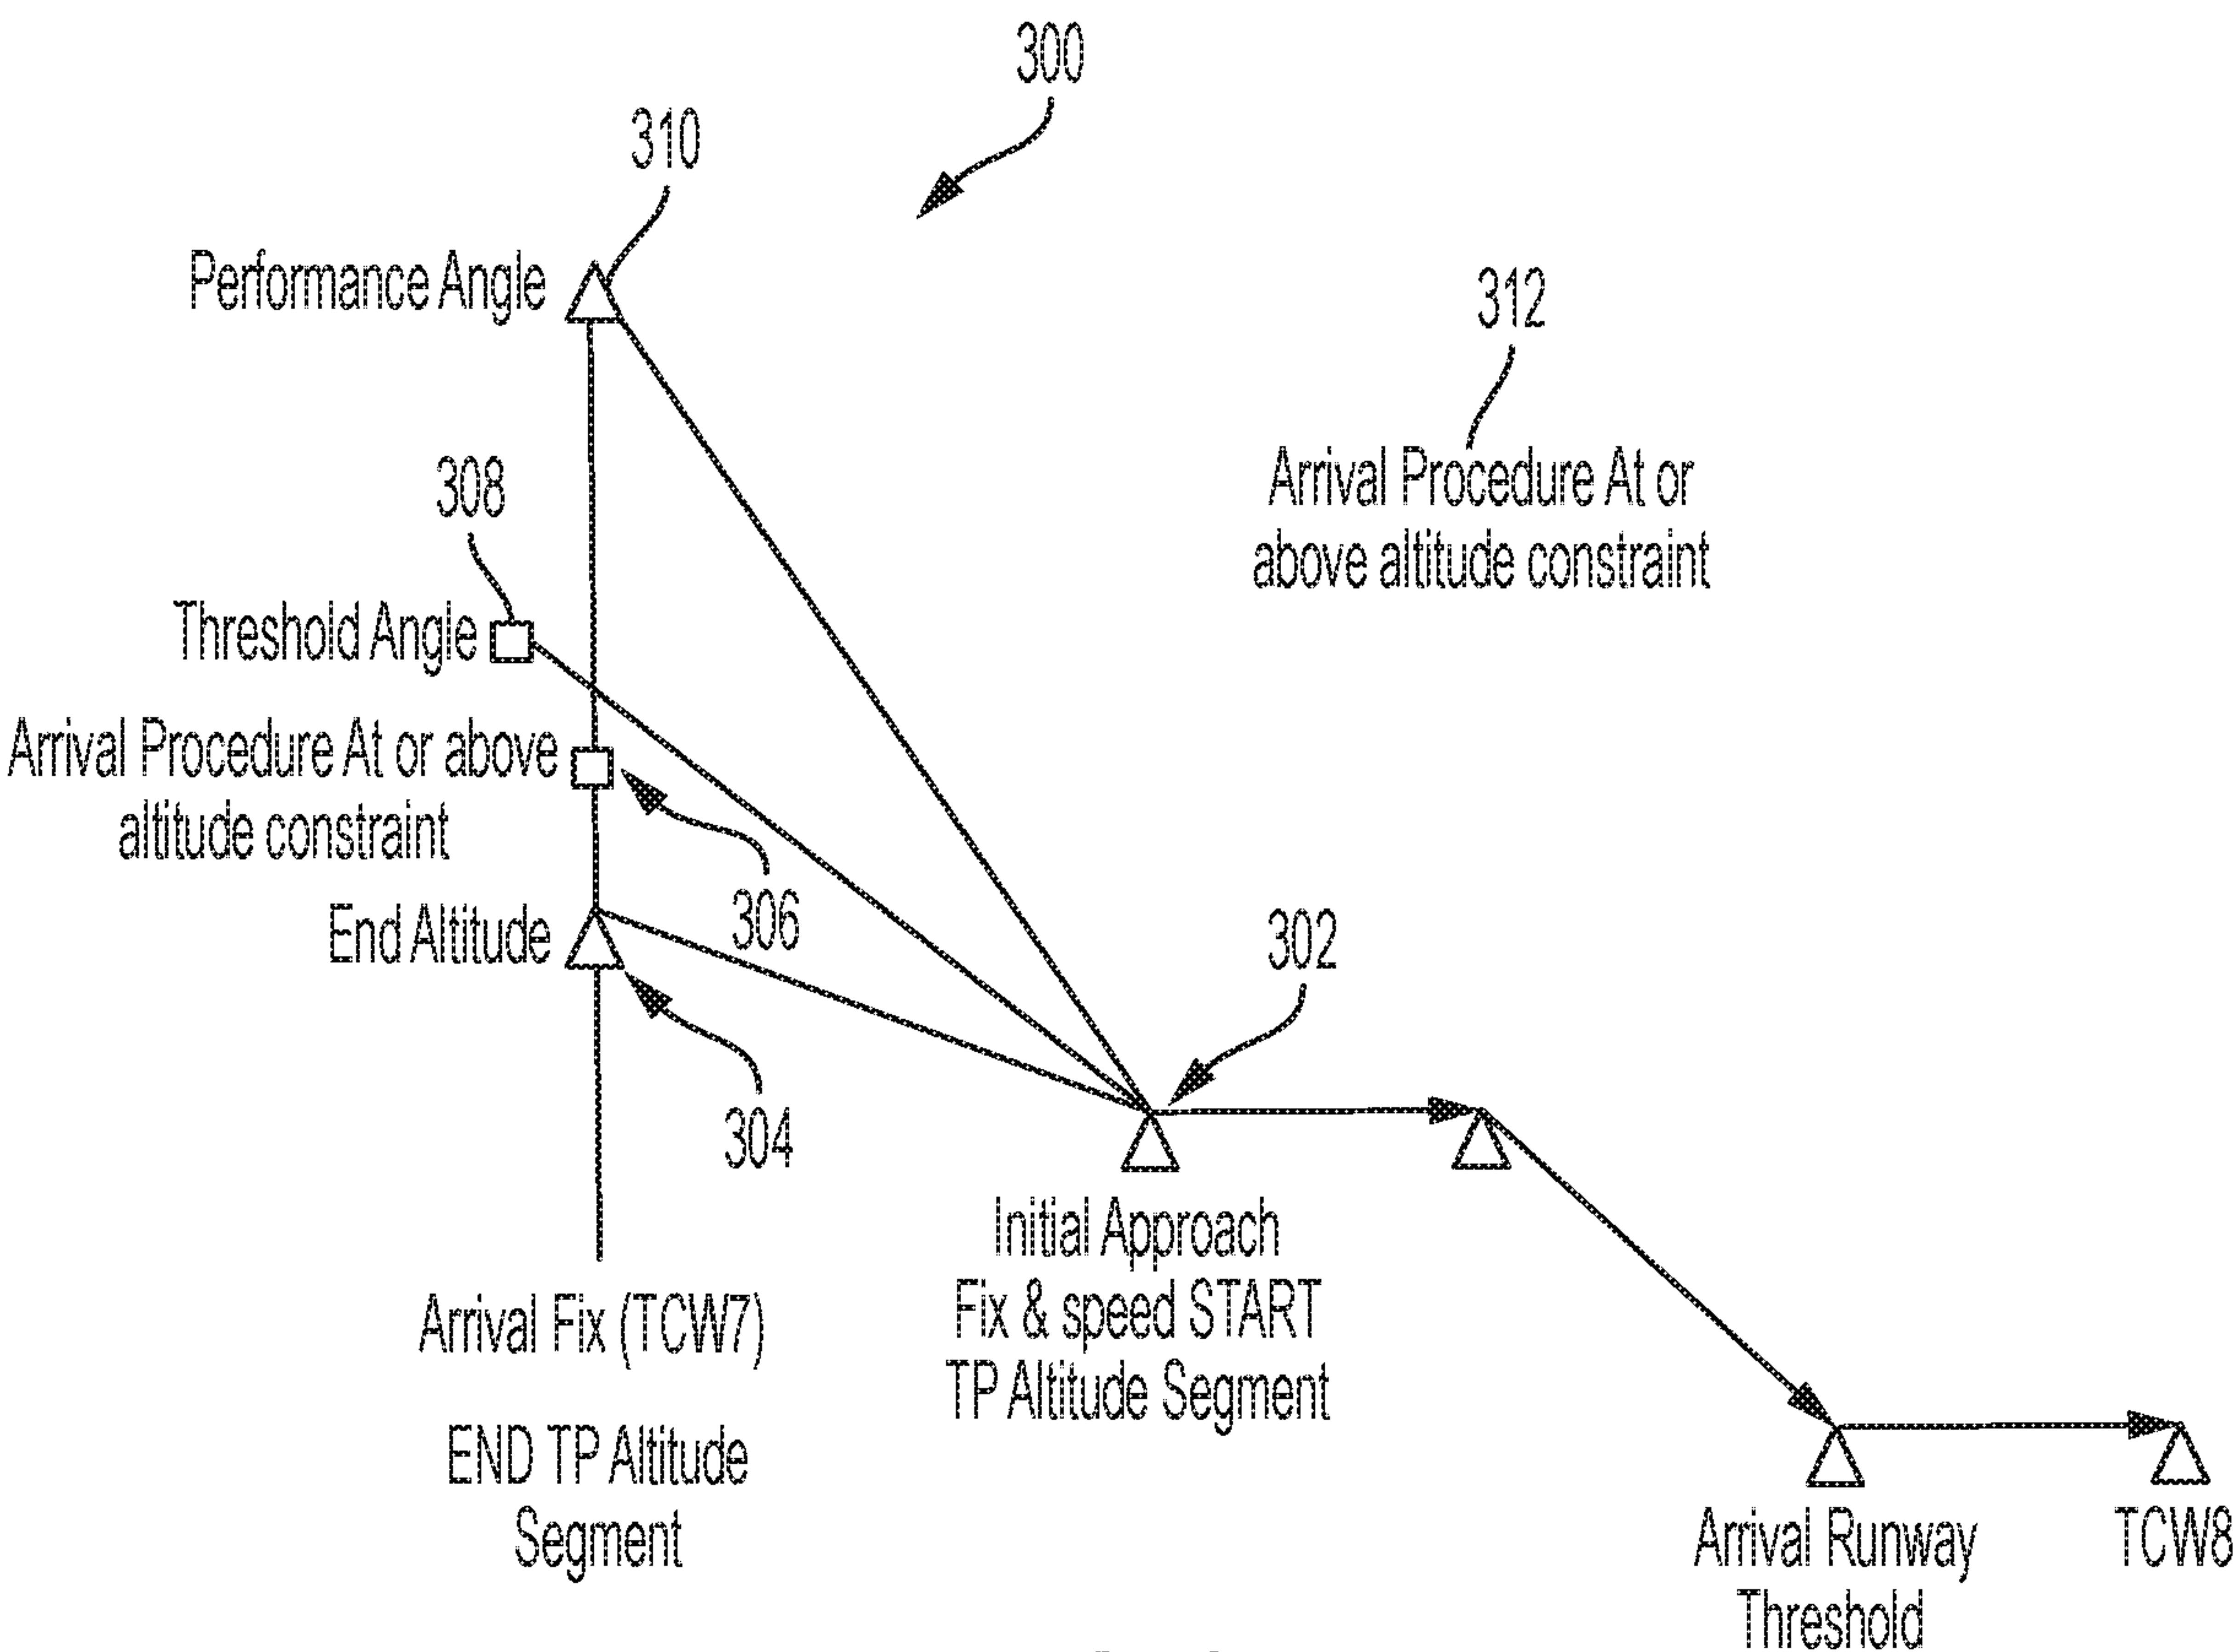 300
310
Performance Angle
312
Arrival Procedure At or
above altitude constraint
308
Threshold Angle
Arrival Procedure At or above
altitude constraint
306
End Altitude
302
304
Initial Approach
Fix & speed START
TP Altitude Segment
Arrival Fix (TCW7)
END TP Altitude
Segment
Arrival Runway
Threshold
TCW8